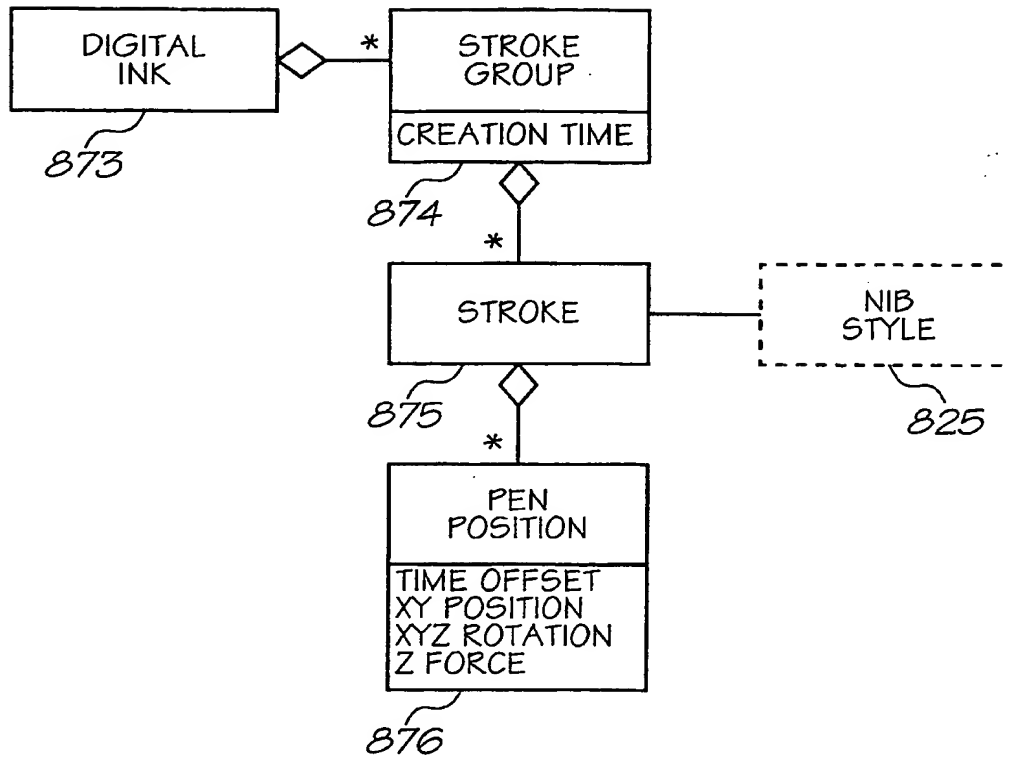 DIGITAL
INK
873
*
STROKE
GROUP
CREATION TIME
874
*
STROKE
875
NIB
STYLE
825
*
PEN
POSITION
TIME OFFSET
XY POSITION
XYZ ROTATION
Z FORCE
876